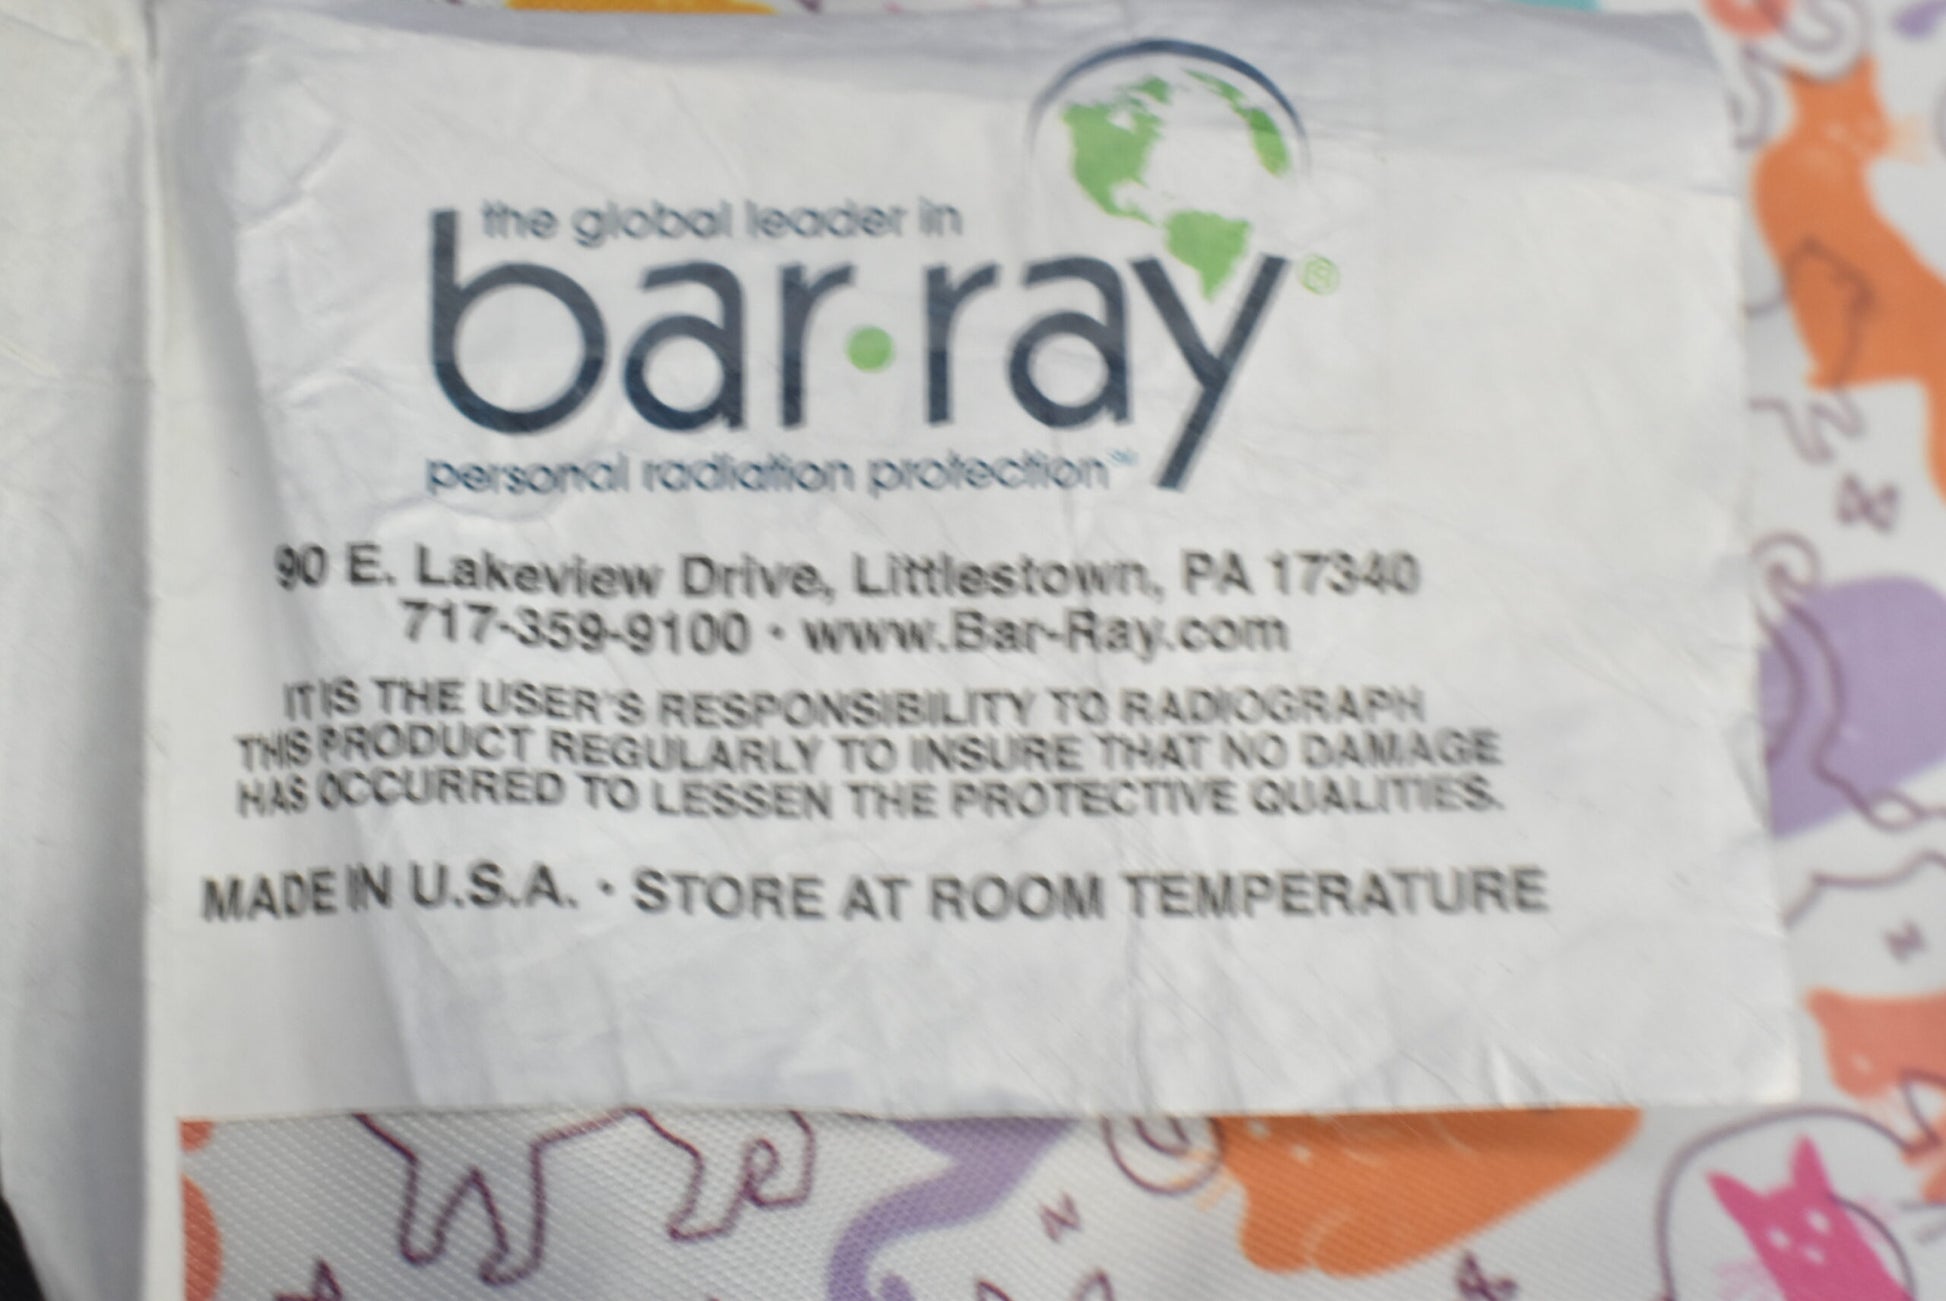 the global leader in
bar·ray®
personal radiation protection℠
90 E. Lakeview Drive, Littlestown, PA 17340
717-359-9100 • www.Bar-Ray.com
IT IS THE USER'S RESPONSIBILITY TO RADIOGRAPH
THIS PRODUCT REGULARLY TO INSURE THAT NO DAMAGE
HAS OCCURRED TO LESSEN THE PROTECTIVE QUALITIES.
MADE IN U.S.A. • STORE AT ROOM TEMPERATURE